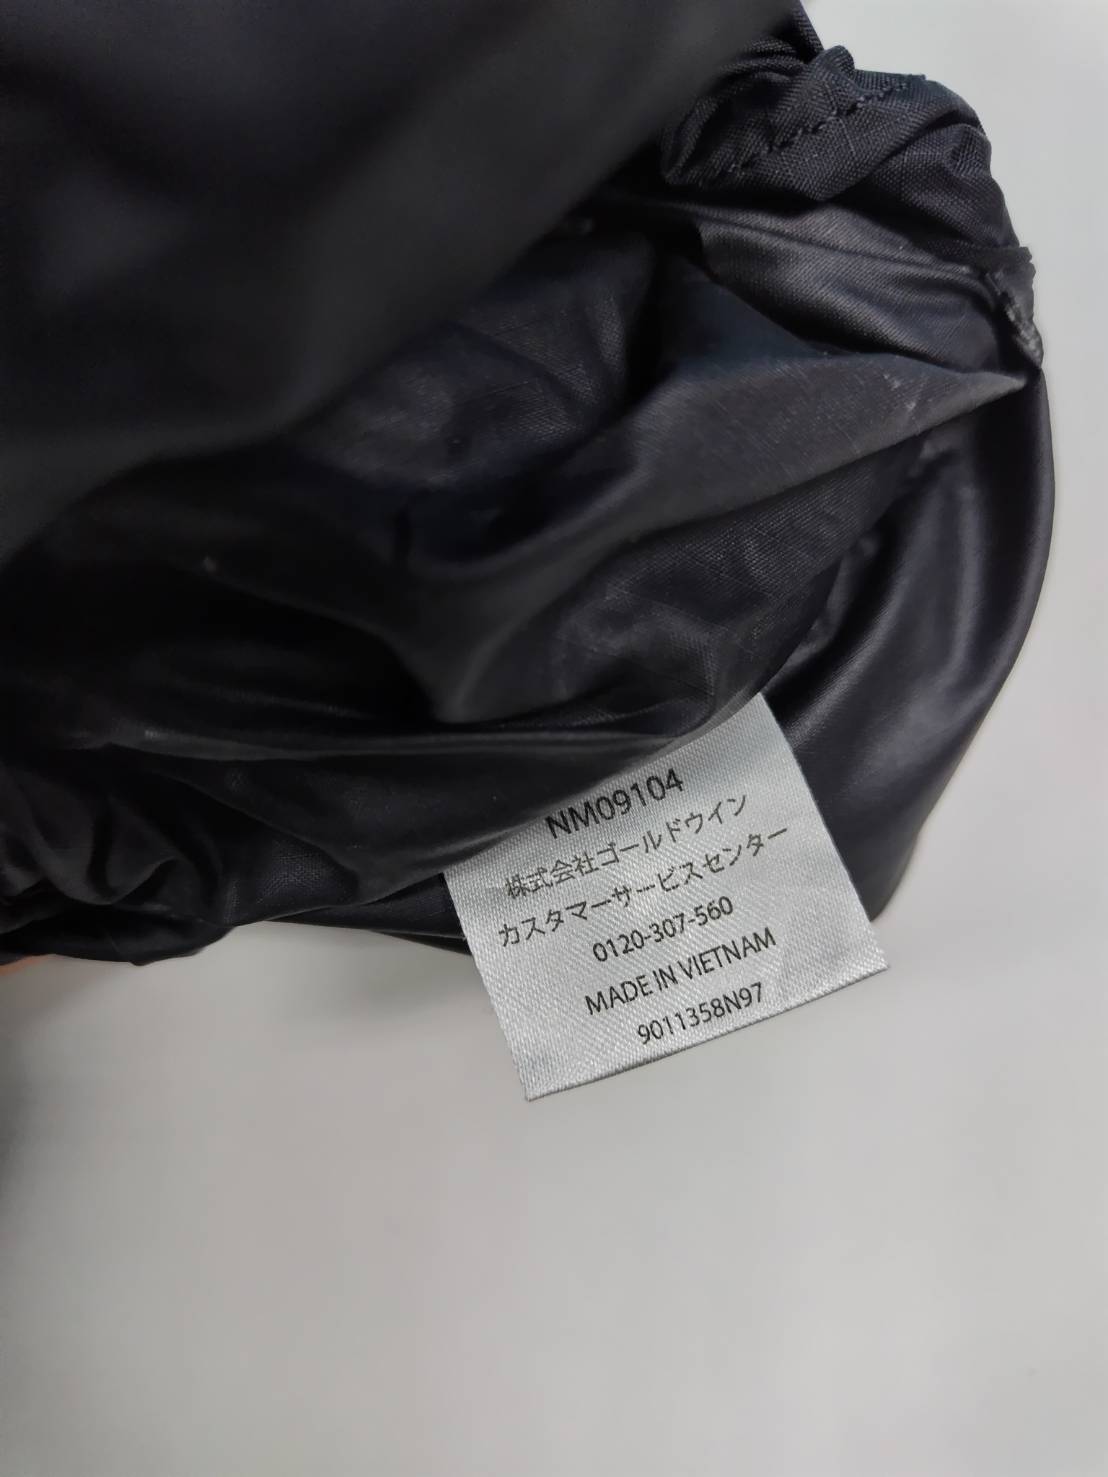 NM09104
株式会社ゴールドウイン
カスタマーサービスセンター
0120-307-560
MADE IN VIETNAM
9011358N97